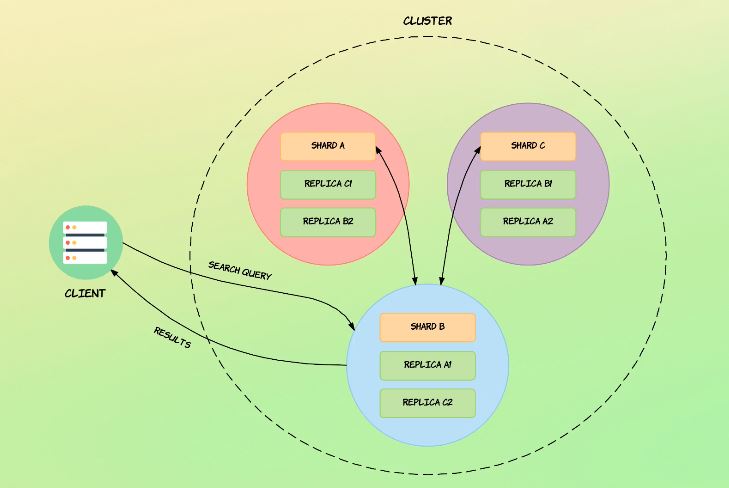 CLUSTER
SHARD A
REPLICA C1
REPLICA B2
SHARD C
REPLICA B1
REPLICA A2
CLIENT
SEARCH QUERY
RESULTS
SHARD B
REPLICA A1
REPLICA C2